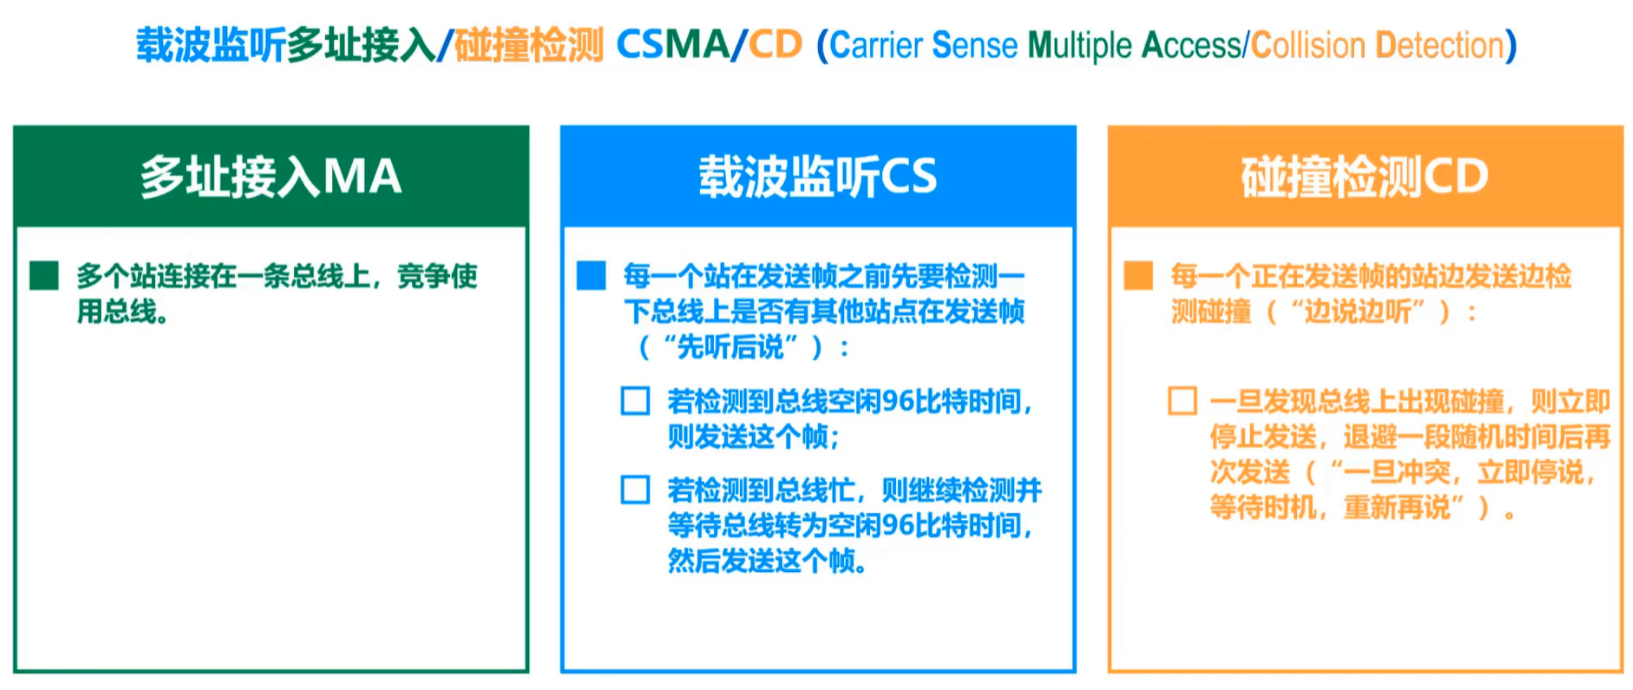 载波监听多址接入/碰撞检测 CSMA/CD (Carrier Sense Multiple Access/Collision Detection)
多址接入MA
多个站连接在一条总线上，竞争使
用总线。
载波监听CS
每一个站在发送帧之前先要检测一
下总线上是否有其他站点在发送帧
（“先听后说”）：
若检测到总线空闲96比特时间，
则发送这个帧；
若检测到总线忙，则继续检测并
等待总线转为空闲96比特时间，
然后发送这个帧。
碰撞检测CD
每一个正在发送帧的站边发送边检
测碰撞（“边说边听”）：
一旦发现总线上出现碰撞，则立即
停止发送，退避一段随机时间后再
次发送（“一旦冲突，立即停说，
等待时机，重新再说”）。